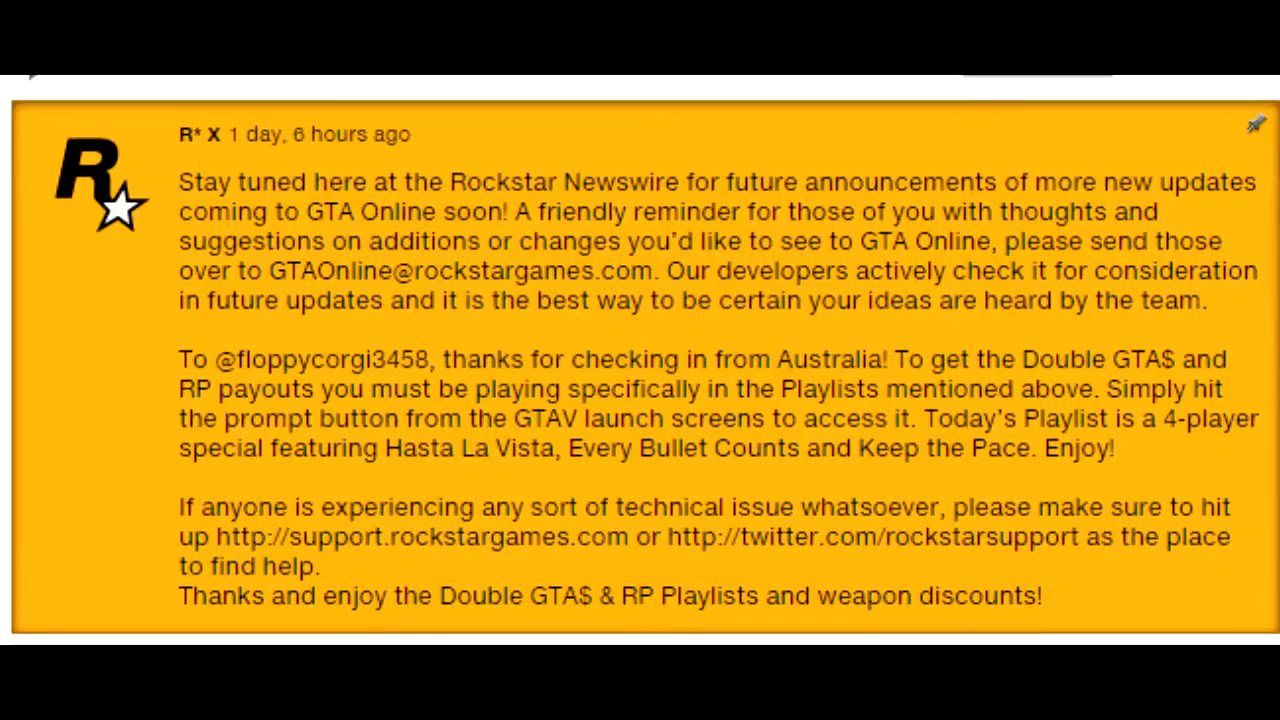 R* X 1 day, 6 hours ago
Stay tuned here at the Rockstar Newswire for future announcements of more new updates
coming to GTA Online soon! A friendly reminder for those of you with thoughts and
suggestions on additions or changes you'd like to see to GTA Online, please send those
over to GTAOnline@rockstargames.com. Our developers actively check it for consideration
in future updates and it is the best way to be certain your ideas are heard by the team.
To @floppycorgi3458, thanks for checking in from Australia! To get the Double GTA$ and
RP payouts you must be playing specifically in the Playlists mentioned above. Simply hit
the prompt button from the GTAV launch screens to access it. Today's Playlist is a 4-player
special featuring Hasta La Vista, Every Bullet Counts and Keep the Pace. Enjoy!
If anyone is experiencing any sort of technical issue whatsoever, please make sure to hit
up http://support.rockstargames.com or http://twitter.com/rockstarsupport as the place
to find help.
Thanks and enjoy the Double GTA$ & RP Playlists and weapon discounts!